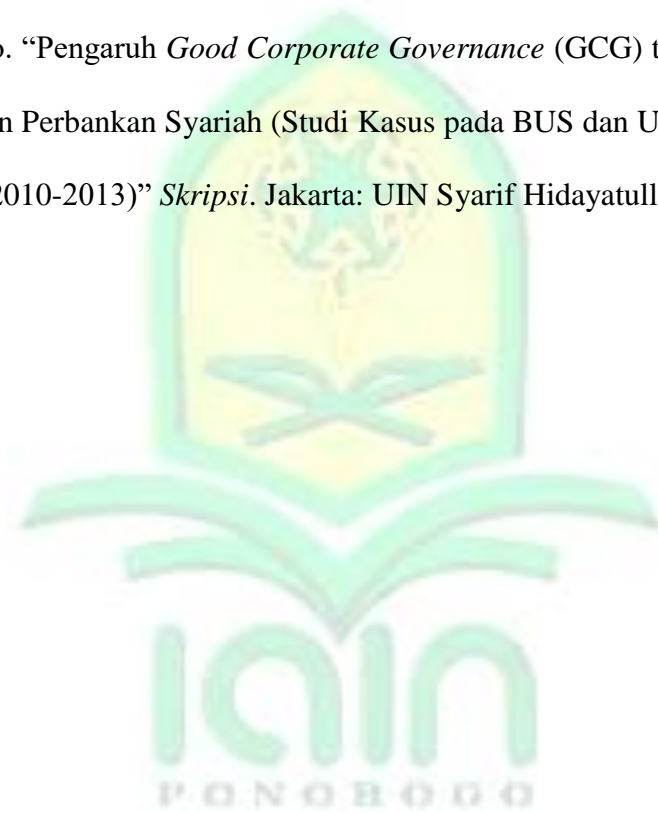 o. “Pengaruh Good Corporate Governance (GCG) t
n Perbankan Syariah (Studi Kasus pada BUS dan U
2010-2013)” Skripsi. Jakarta: UIN Syarif Hidayatull
iain
PONOROGO